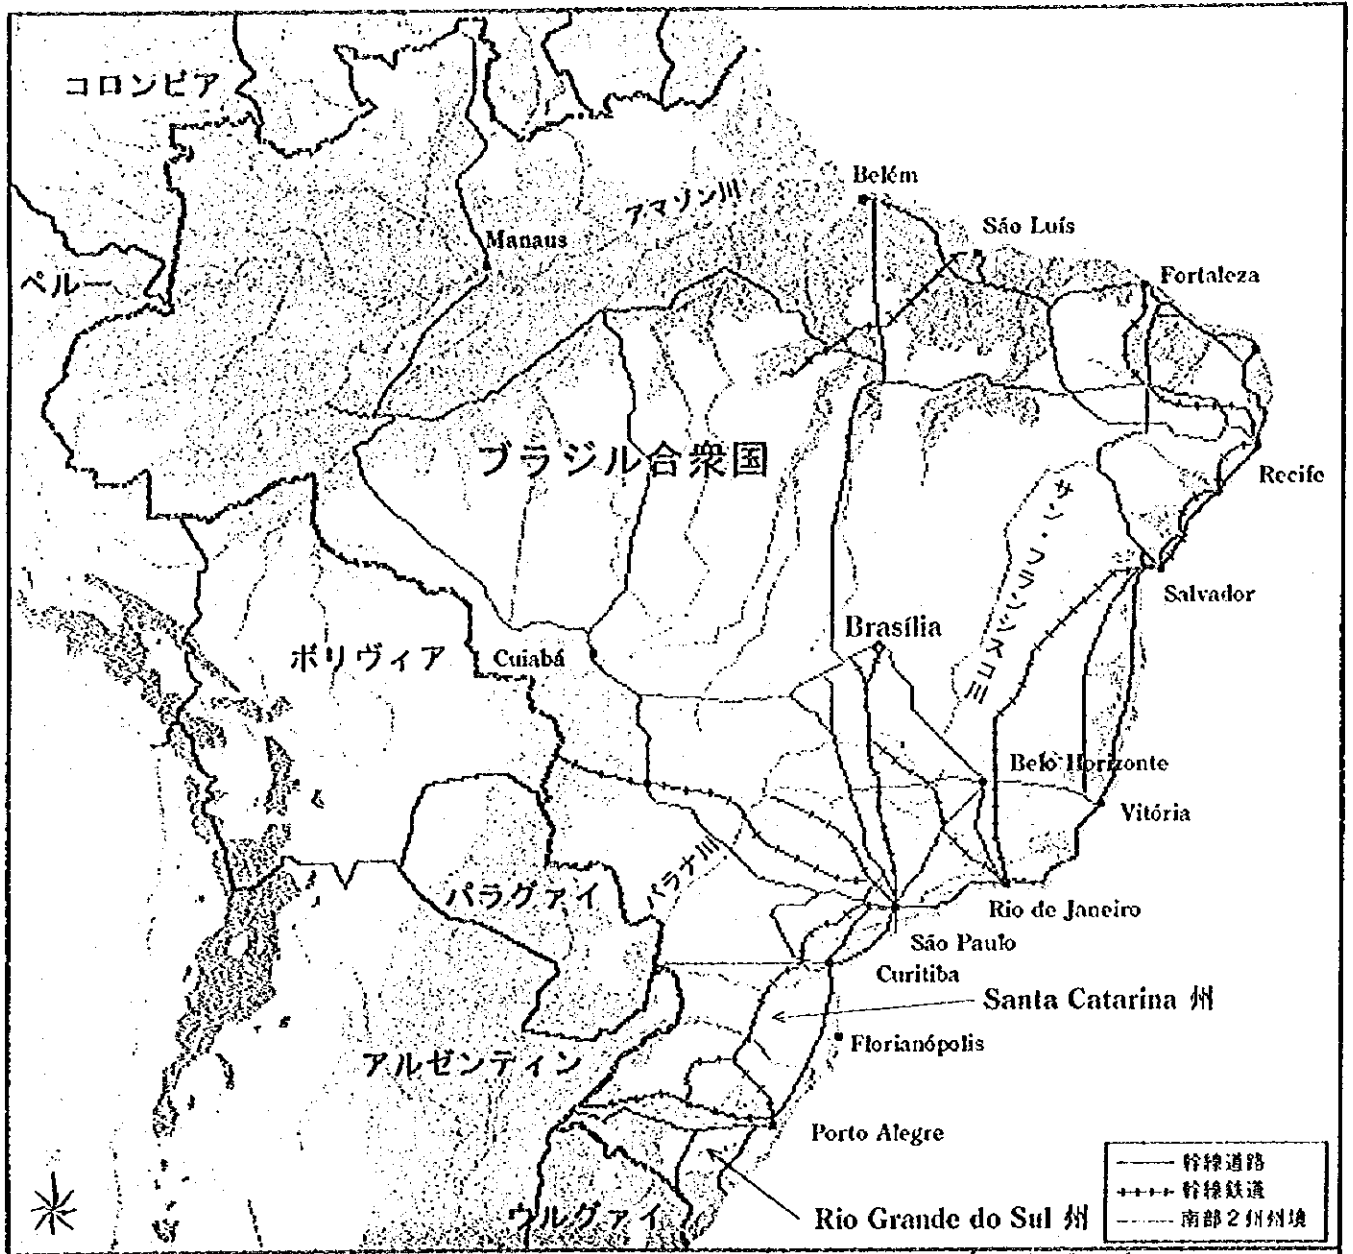 コロンビア
Belém
アマゾン川
São Luís
Manaus
Fortaleza
ペルー
ブラジル合衆国
Recife
サン・フランシスコ川
Salvador
Brasília
ボリヴィア
Cuiabá
Belo Horizonte
Vitória
パラナ川
パラグァイ
Rio de Janeiro
São Paulo
Curitiba
Santa Catarina 州
Florianópolis
アルゼンティン
Porto Alegre
ウルグァイ
Rio Grande do Sul 州
幹線道路
幹線鉄道
南部2州州境